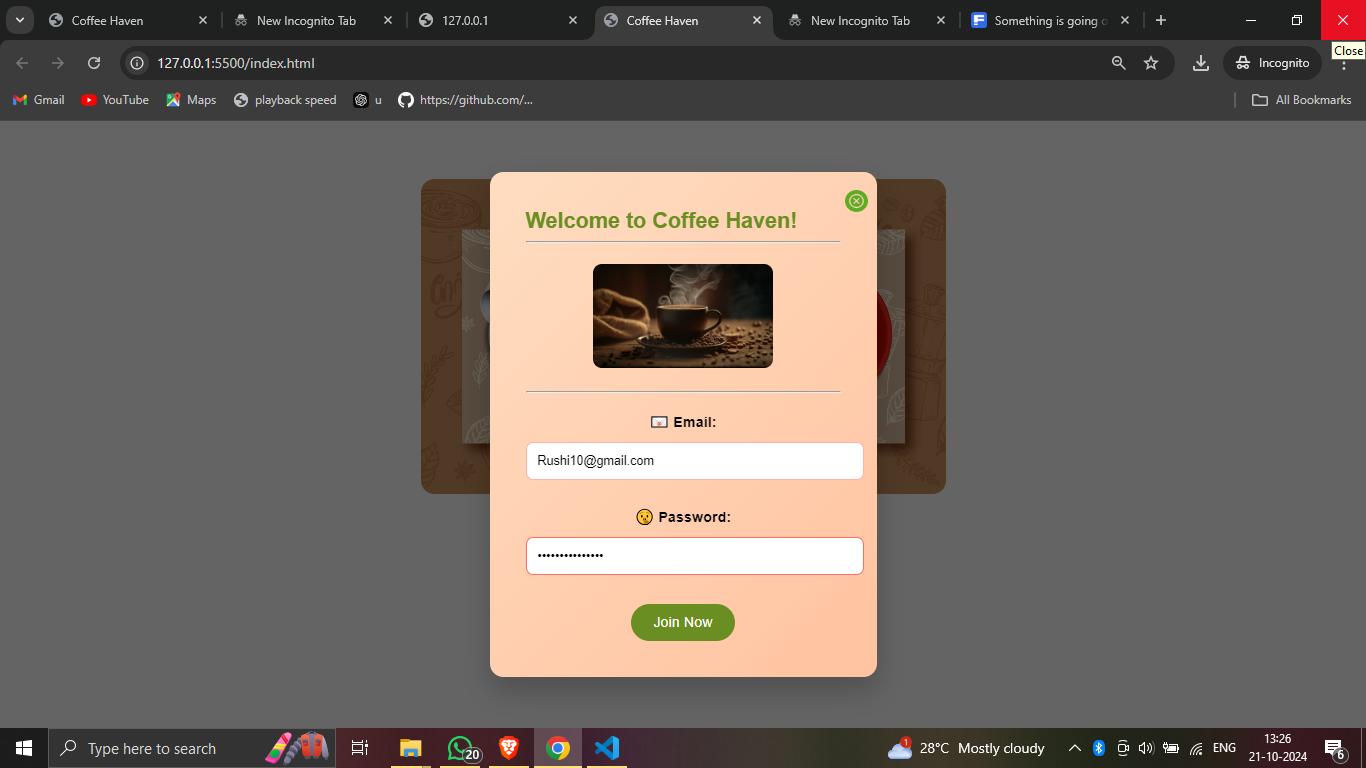 Coffee Haven
New Incognito Tab
127.0.0.1
Coffee Haven
New Incognito Tab
Something is going
Close
127.0.0.1:5500/index.html
Incognito
Gmail
YouTube
Maps
playback speed
u
https://github.com/...
All Bookmarks
Welcome to Coffee Haven!
Email:
Rushi10@gmail.com
Password:
•••••••••••••••
Join Now
Type here to search
20
1
28°C Mostly cloudy
ENG
13:26
21-10-2024
6